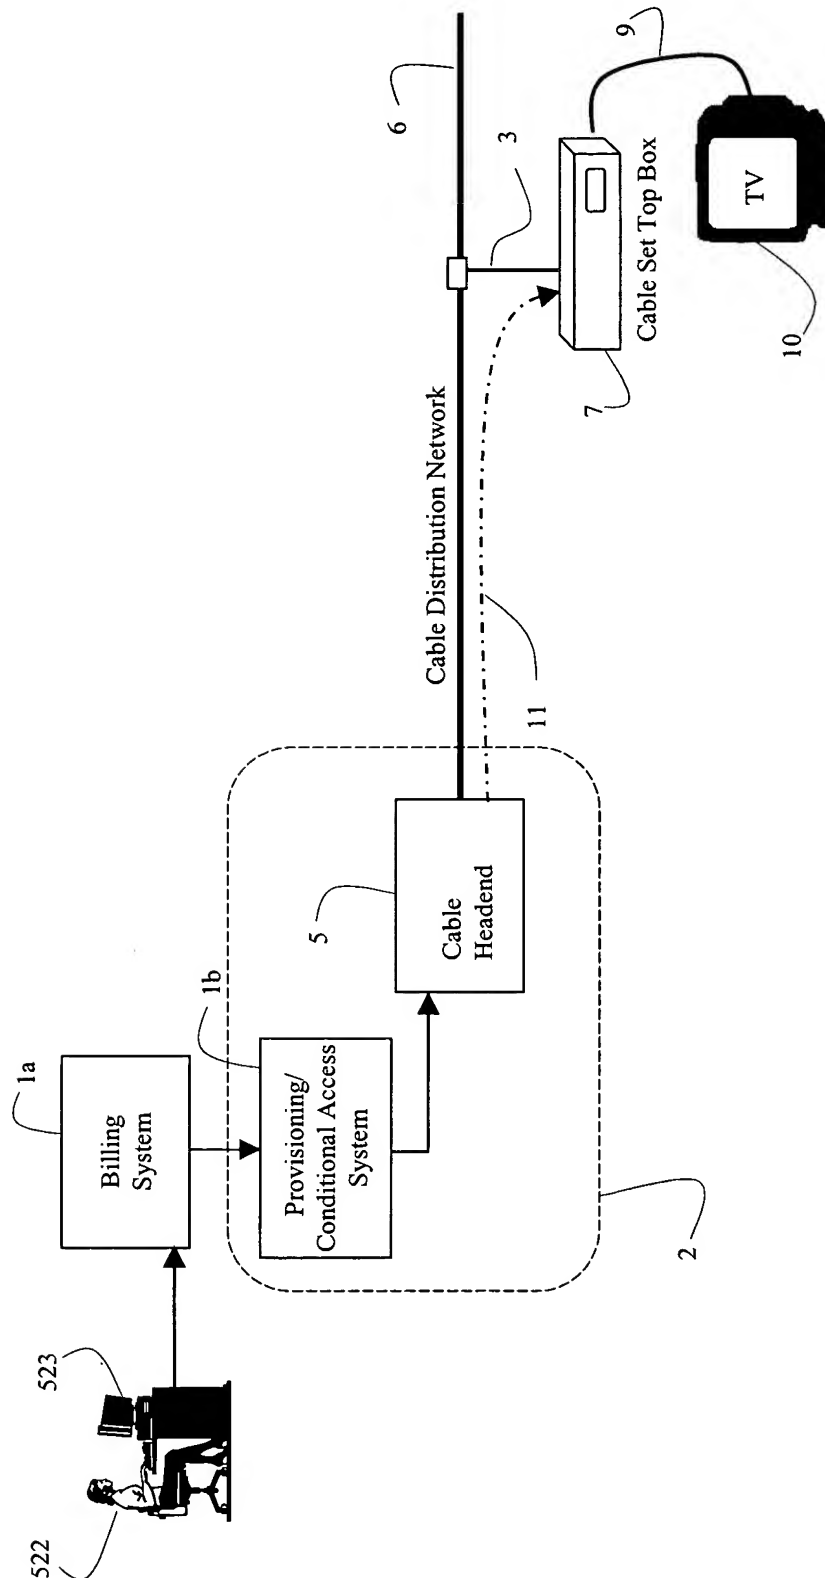 522
523
1a
Billing
System
1b
Provisioning/
Conditional Access
System
2
5
Cable
Headend
11
Cable Distribution Network
6
3
7
Cable Set Top Box
9
10
TV